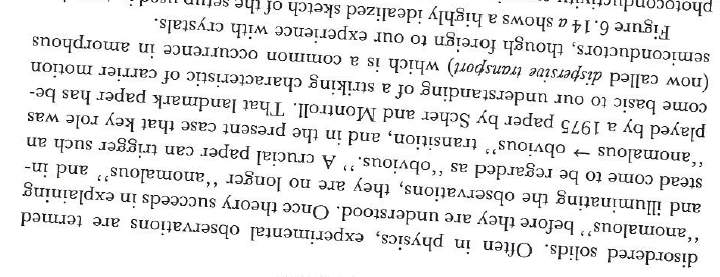 disordered solids. Often in physics, experimental observations are termed
"anomalous" before they are understood. Once theory succeeds in explaining
and illuminating the observations, they are no longer "anomalous" and in-
stead come to be regarded as "obvious." A crucial paper can trigger such an
"anomalous → obvious" transition, and in the present case that key role was
played by a 1975 paper by Scher and Montroll. That landmark paper has be-
come basic to our understanding of a striking characteristic of carrier motion
(now called dispersive transport) which is a common occurrence in amorphous
semiconductors, though foreign to our experience with crystals.
Figure 6.14 a shows a highly idealized sketch of the setup used